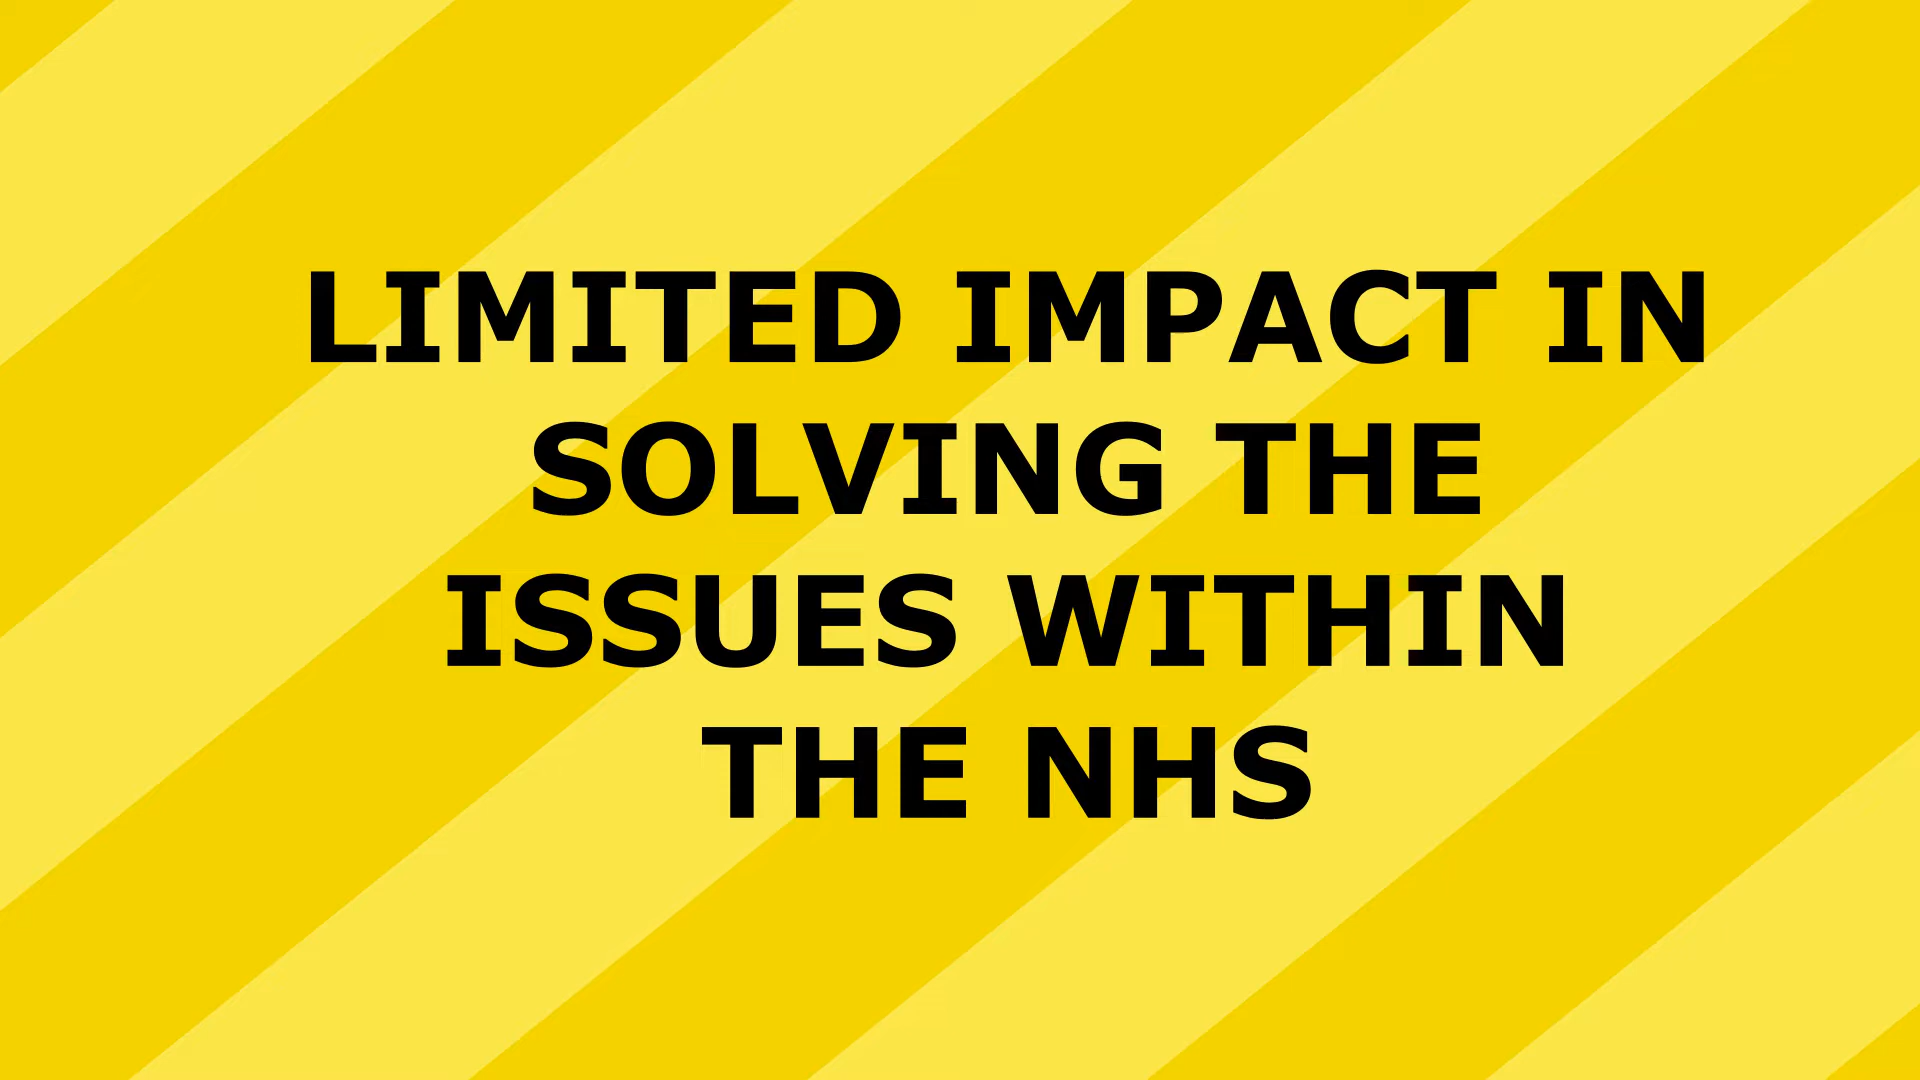 LIMITED IMPACT IN
SOLVING THE
ISSUES WITHIN
THE NHS